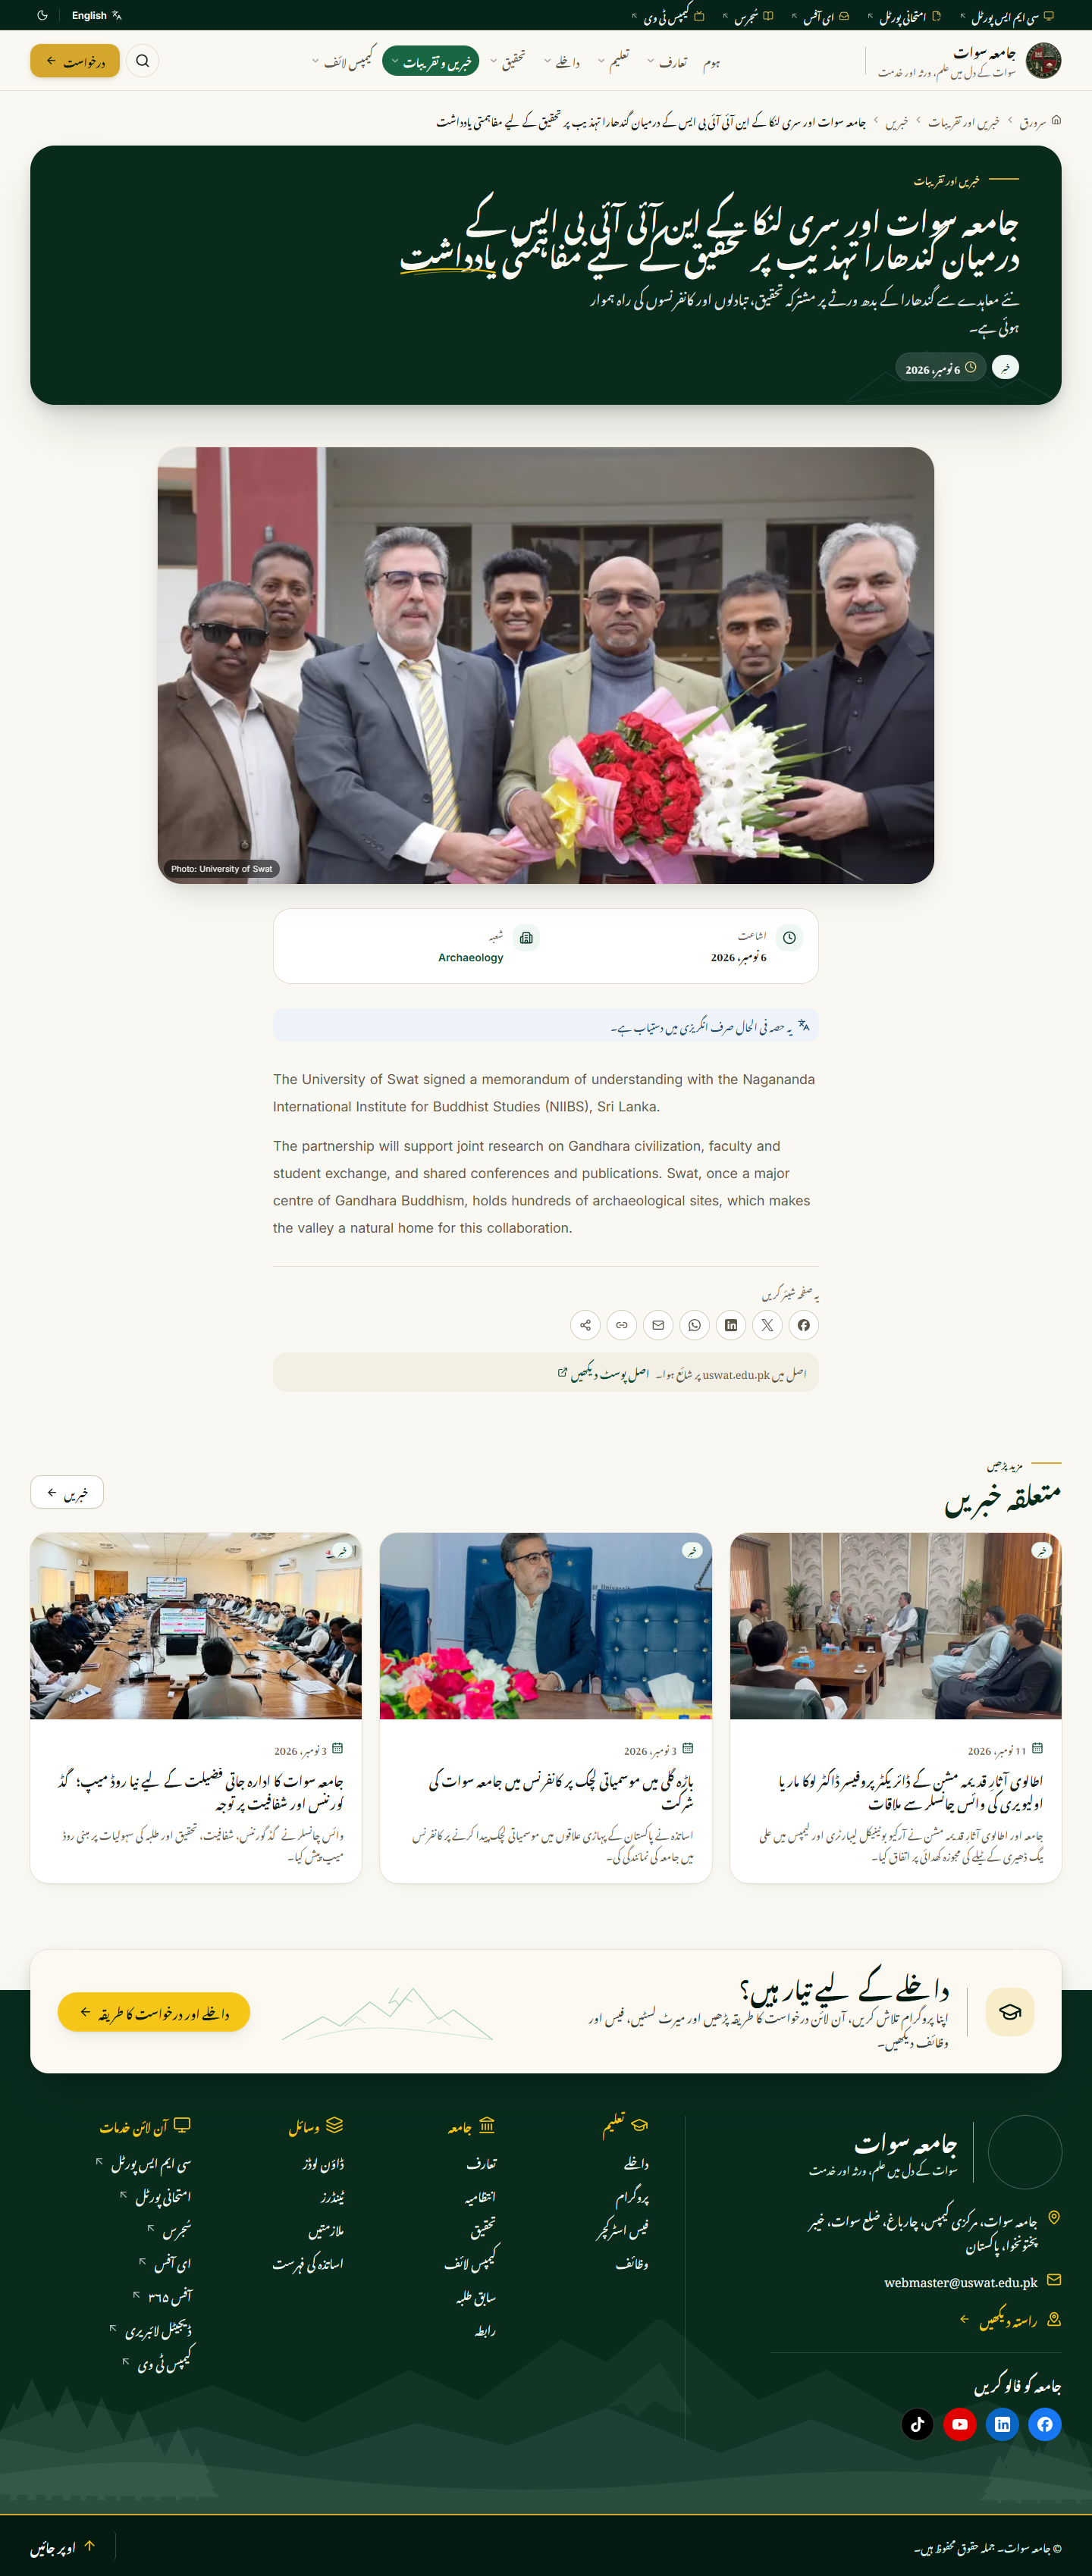 سی ایم ایس پورٹل
امتحانی پورٹل
ای آفس
سُجرس
کیمپس ٹی وی
English
جامعہ سوات
سوات کے دل میں علم، ورثہ اور خدمت
ہوم
تعارف
تعلیم
داخلے
تحقیق
خبریں و تقریبات
کیمپس لائف
درخواست
سرورق
خبریں اور تقریبات
خبریں
جامعہ سوات اور سری لنکا کے این آئی آئی بی ایس کے درمیان گندھارا تہذیب پر تحقیق کے لیے مفاہمتی یادداشت
خبریں اور تقریبات
جامعہ سوات اور سری لنکا کے این آئی آئی بی ایس کے
درمیان گندھارا تہذیب پر تحقیق کے لیے مفاہمتی یادداشت
نئے معاہدے سے گندھارا کے بدھ ورثے پر مشترکہ تحقیق، تبادلوں اور کانفرنسوں کی راہ ہموار
ہوئی ہے۔
خبر
6 نومبر، 2026
Photo: University of Swat
اشاعت
6 نومبر، 2026
شعبہ
Archaeology
یہ حصہ فی الحال صرف انگریزی میں دستیاب ہے۔
The University of Swat signed a memorandum of understanding with the Nagananda
International Institute for Buddhist Studies (NIIBS), Sri Lanka.
The partnership will support joint research on Gandhara civilization, faculty and
student exchange, and shared conferences and publications. Swat, once a major
centre of Gandhara Buddhism, holds hundreds of archaeological sites, which makes
the valley a natural home for this collaboration.
یہ صفحہ شیئر کریں
اصل میں uswat.edu.pk پر شائع ہوا۔ اصل پوسٹ دیکھیں
مزید پڑھیں
متعلقہ خبریں
خبریں
خبر
11 نومبر، 2026
اطالوی آثارِ قدیمہ مشن کے ڈائریکٹر پروفیسر ڈاکٹر لوکا ماریا
اولیویری کی وائس چانسلر سے ملاقات
جامعہ اور اطالوی آثارِ قدیمہ مشن نے آرکیو بوٹینیکل لیبارٹری اور کیمپس میں علی
بیگ ڈھیری کے ٹیلے کی مجوزہ کھدائی پر اتفاق کیا۔
خبر
3 نومبر، 2026
باڑہ گلی میں موسمیاتی لچک پر کانفرنس میں جامعہ سوات کی
شرکت
اساتذہ نے پاکستان کے پہاڑی علاقوں میں موسمیاتی لچک پیدا کرنے پر کانفرنس
میں جامعہ کی نمائندگی کی۔
خبر
3 نومبر، 2026
جامعہ سوات کا ادارہ جاتی فضیلت کے لیے نیا روڈ میپ؛ گڈ
گورننس اور شفافیت پر توجہ
وائس چانسلر نے گڈ گورننس، شفافیت، تحقیق اور طلبہ کی سہولیات پر مبنی روڈ
میپ پیش کیا۔
داخلے کے لیے تیار ہیں؟
اپنا پروگرام تلاش کریں، آن لائن درخواست کا طریقہ پڑھیں اور میرٹ لسٹیں، فیس اور
وظائف دیکھیں۔
داخلے اور درخواست کا طریقہ
جامعہ سوات
سوات کے دل میں علم، ورثہ اور خدمت
جامعہ سوات، مرکزی کیمپس، چارباغ، ضلع سوات، خیبر
پختونخوا، پاکستان
webmaster@uswat.edu.pk
راستہ دیکھیں
جامعہ کو فالو کریں
تعلیم
داخلے
پروگرام
فیس اسٹرکچر
وظائف
جامعہ
تعارف
انتظامیہ
تحقیق
کیمپس لائف
سابق طلبہ
رابطہ
وسائل
ڈاؤن لوڈز
ٹینڈرز
ملازمتیں
اساتذہ کی فہرست
آن لائن خدمات
سی ایم ایس پورٹل
امتحانی پورٹل
سُجرس
ای آفس
آفس ۳۶۵
ڈیجیٹل لائبریری
کیمپس ٹی وی
© جامعہ سوات۔ جملہ حقوق محفوظ ہیں۔
اوپر جائیں